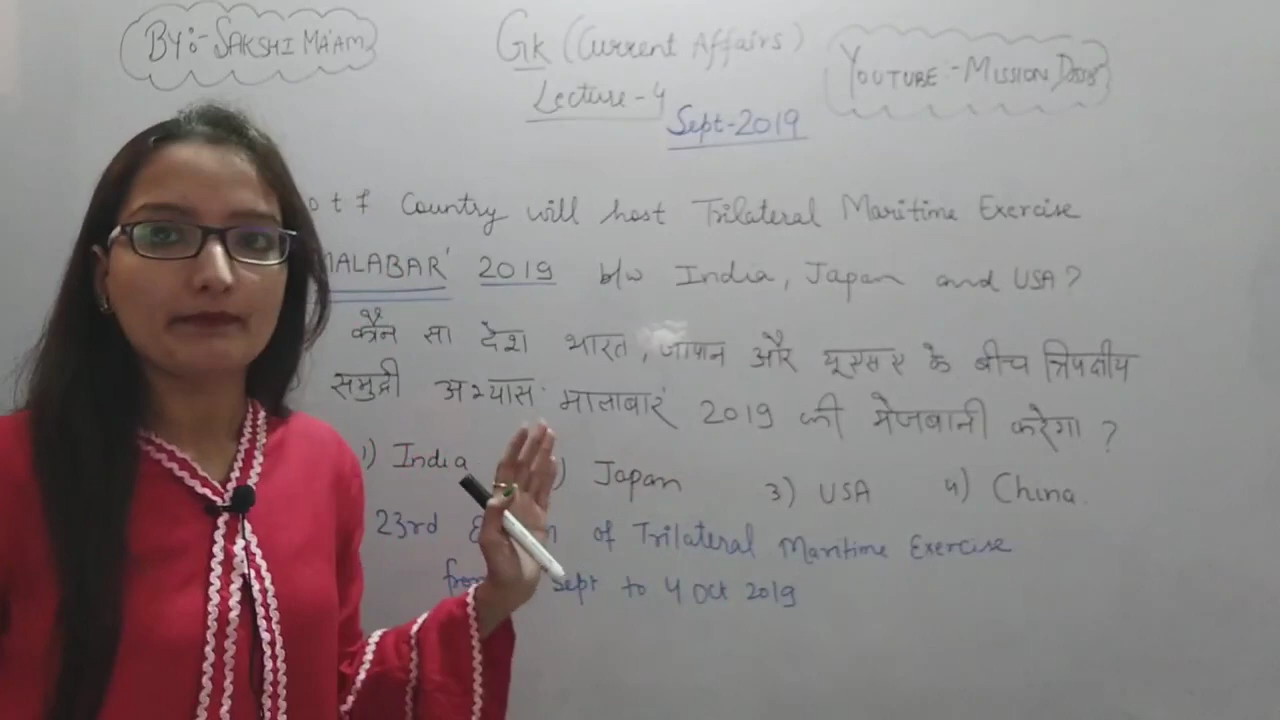 BY:- SAKSHI MA'AM
GK (Current Affairs)
Lecture-4
Sept-2019
YOUTUBE:- MISSION
Country will host Trilateral Maritime Exercise
MALABAR' 2019 b/w India, Japan and USA?
कौन सा देश भारत, जापान और यूएसए के बीच त्रिपक्षीय
समुद्री अभ्यास मालाबार 2019 की मेजबानी करेगा ?
1) India ) Japan 3) USA 4) China.
23rd of Trilateral Maritime Exercise
Sept to 4 Oct 2019